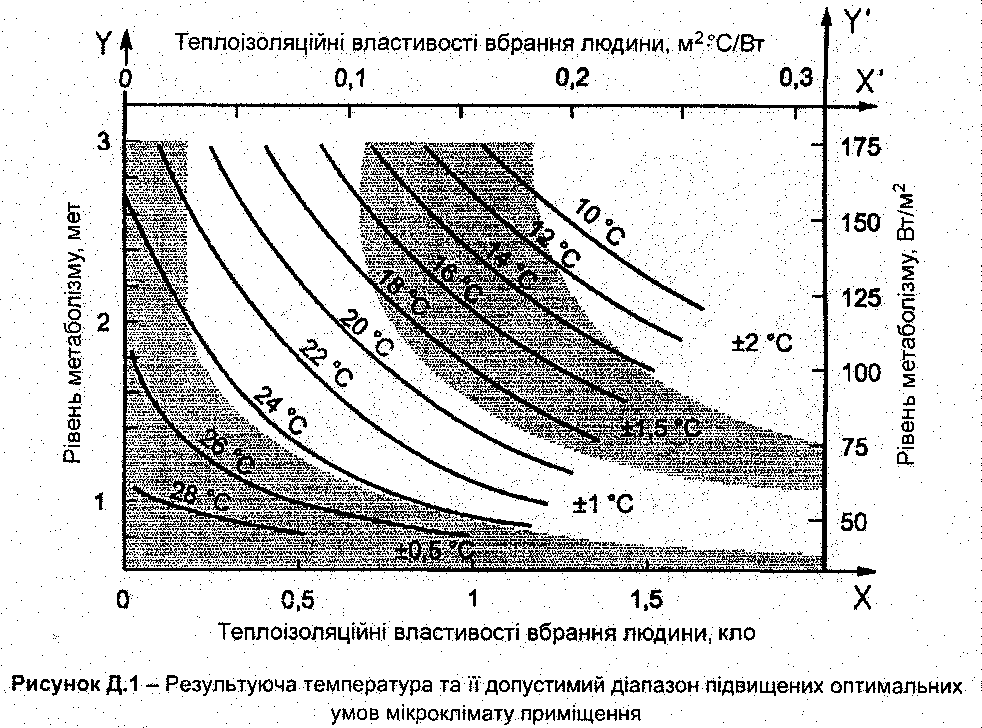 Y Теплоізоляційні властивості вбрання людини, м²·°С/Вт Y'
0 0,1 0,2 0,3 X'
3 175
150
2 125
100
75
1 50
Рівень метаболізму, мет
Рівень метаболізму, Вт/м²
10 °С
12 °С
14 °С
16 °С
18 °С
20 °С
22 °С
24 °С
26 °С
28 °С
±2 °С
±1,5 °С
±1 °С
±0,5 °С
0 0,5 1 1,5 X
Теплоізоляційні властивості вбрання людини, кло
Рисунок Д.1 – Результуюча температура та її допустимий діапазон підвищених оптимальних
умов мікроклімату приміщення